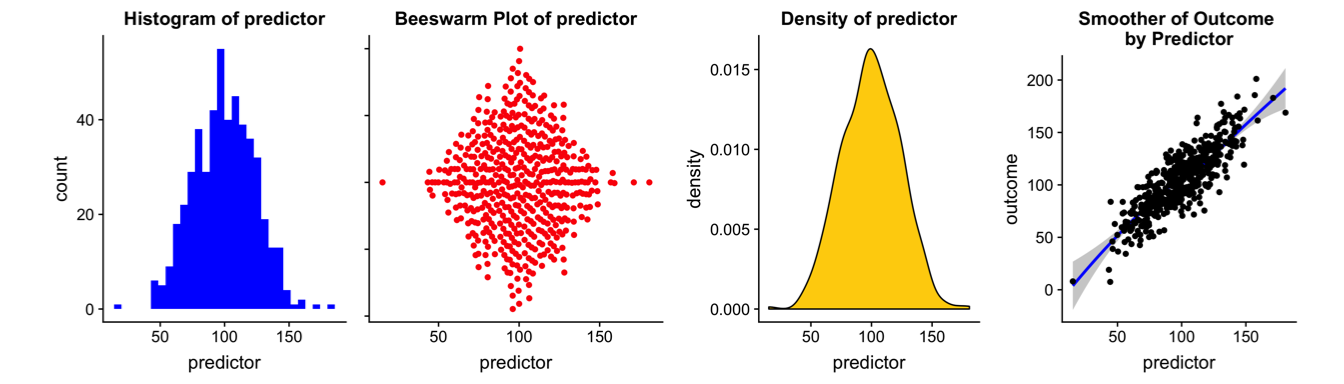 Histogram of predictor
count
40
20
0
50
100
150
predictor
Beeswarm Plot of predictor
50
100
150
predictor
Density of predictor
density
0.015
0.010
0.005
0.000
50
100
150
predictor
Smoother of Outcome
by Predictor
outcome
200
150
100
50
0
50
100
150
predictor